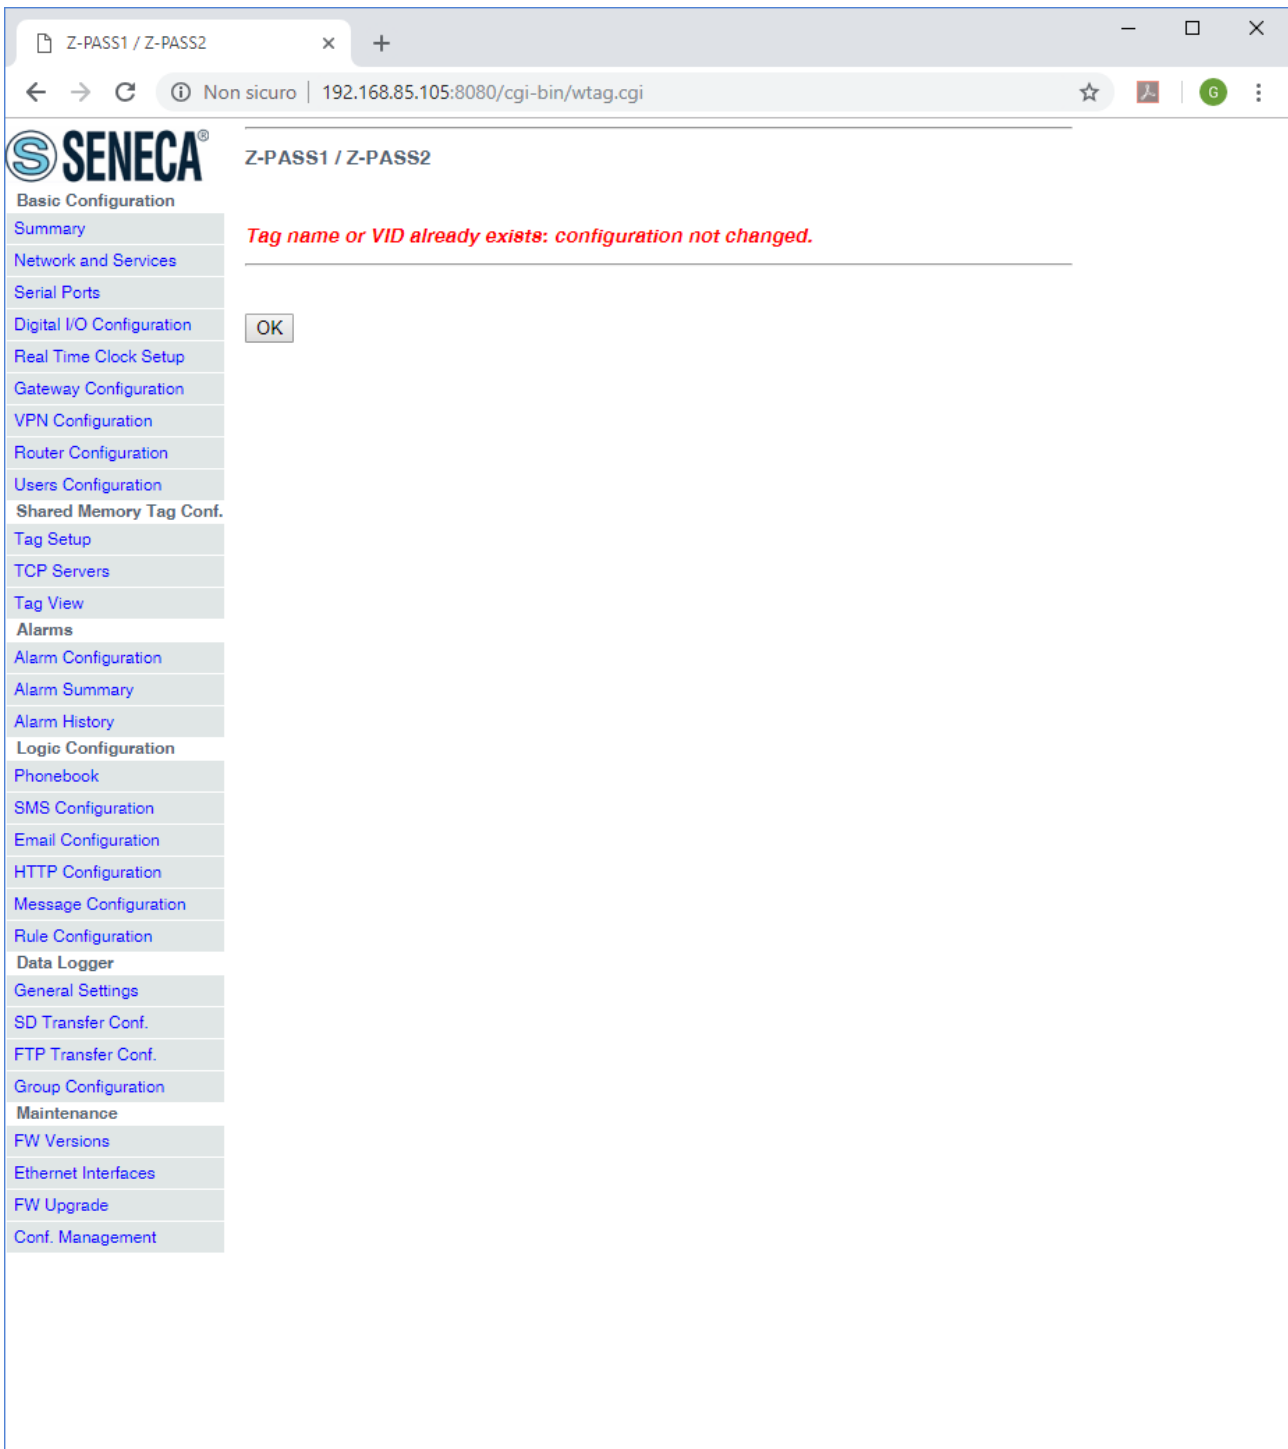 Z-PASS1 / Z-PASS2
Non sicuro | 192.168.85.105:8080/cgi-bin/wtag.cgi
G
SENECA®
Basic Configuration
Summary
Network and Services
Serial Ports
Digital I/O Configuration
Real Time Clock Setup
Gateway Configuration
VPN Configuration
Router Configuration
Users Configuration
Shared Memory Tag Conf.
Tag Setup
TCP Servers
Tag View
Alarms
Alarm Configuration
Alarm Summary
Alarm History
Logic Configuration
Phonebook
SMS Configuration
Email Configuration
HTTP Configuration
Message Configuration
Rule Configuration
Data Logger
General Settings
SD Transfer Conf.
FTP Transfer Conf.
Group Configuration
Maintenance
FW Versions
Ethernet Interfaces
FW Upgrade
Conf. Management
Z-PASS1 / Z-PASS2
Tag name or VID already exists: configuration not changed.
OK